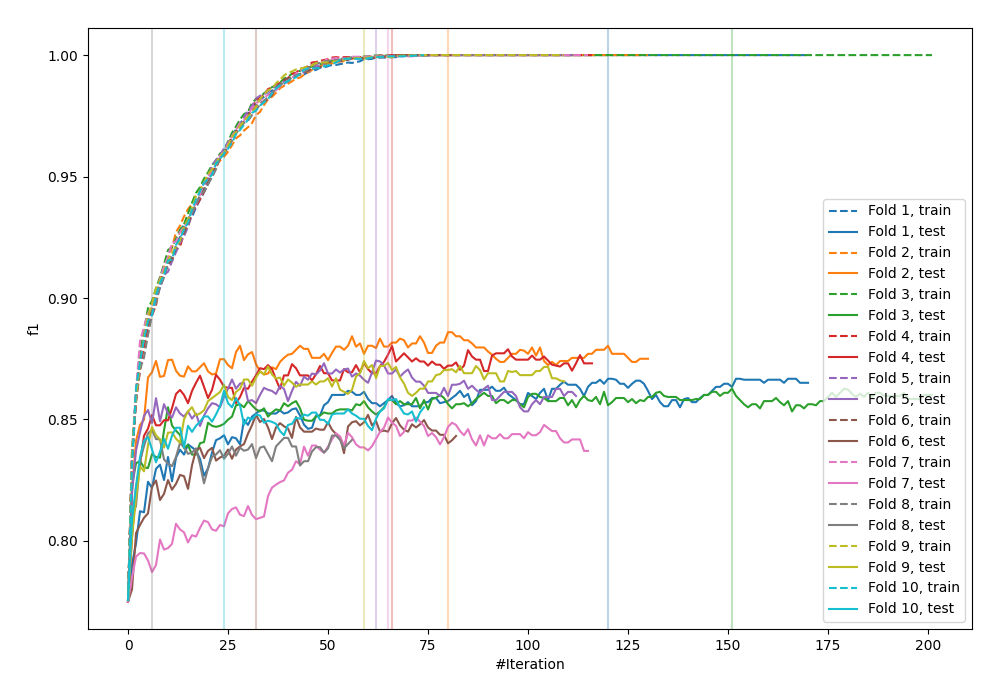 1.00
0.95
0.90
0.85
0.80
f1
0
25
50
75
100
125
150
175
200
#Iteration
Fold 1, train
Fold 1, test
Fold 2, train
Fold 2, test
Fold 3, train
Fold 3, test
Fold 4, train
Fold 4, test
Fold 5, train
Fold 5, test
Fold 6, train
Fold 6, test
Fold 7, train
Fold 7, test
Fold 8, train
Fold 8, test
Fold 9, train
Fold 9, test
Fold 10, train
Fold 10, test